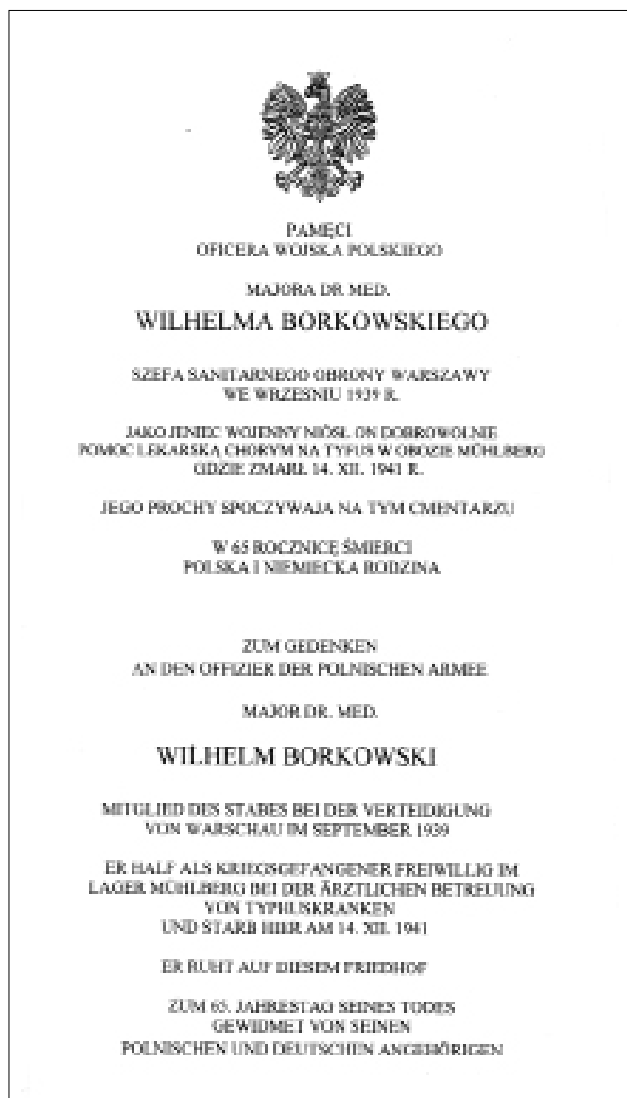 PAMIĘCI
OFICERA WOJSKA POLSKIEGO
MAJORA DR MED.
WILHELMA BORKOWSKIEGO
SZEFA SANITARNEGO OBRONY WARSZAWY
WE WRZEŚNIU 1939 R.
JAKO JENIEC WOJENNY NIÓSŁ ON DOBROWOLNIE
POMOC LEKARSKĄ CHORYM NA TYFUS W OBOZIE MÜHLBERG
GDZIE ZMARŁ 14. XII. 1941 R.
JEGO PROCHY SPOCZYWAJĄ NA TYM CMENTARZU
W 65 ROCZNICĘ ŚMIERCI
POLSKA I NIEMIECKA RODZINA
ZUM GEDENKEN
AN DEN OFFIZIER DER POLNISCHEN ARMEE
MAJOR DR. MED.
WILHELM BORKOWSKI
MITGLIED DES STABES BEI DER VERTEIDIGUNG
VON WARSCHAU IM SEPTEMBER 1939
ER HALF ALS KRIEGSGEFANGENER FREIWILLIG IM
LAGER MÜHLBERG BEI DER ÄRZTLICHEN BETREUUNG
VON TYPHUSKRANKEN
UND STARB HIER AM 14. XII. 1941
ER RUHT AUF DIESEM FRIEDHOF
ZUM 65. JAHRESTAG SEINES TODES
GEWIDMET VON SEINEN
POLNISCHEN UND DEUTSCHEN ANGEHÖRIGEN